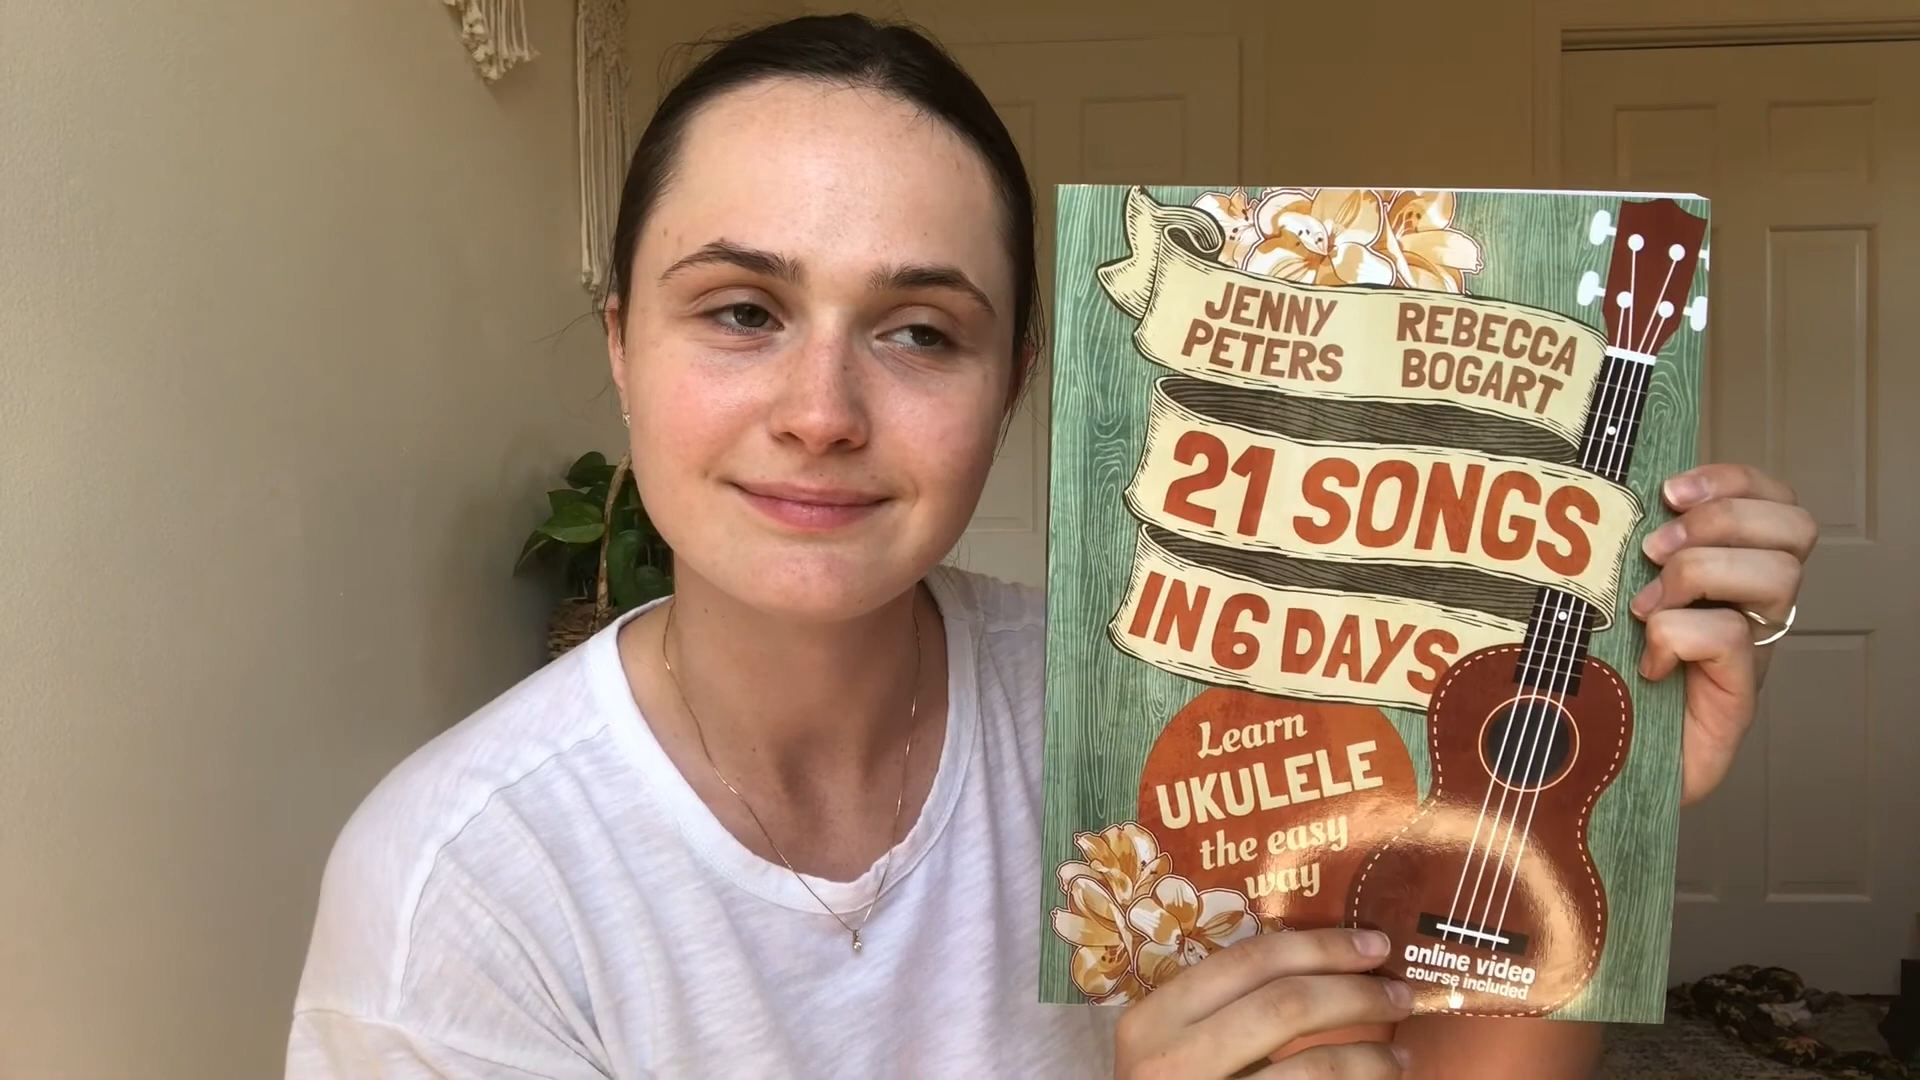 JENNY
PETERS
REBECCA
BOGART
21 SONGS
IN 6 DAYS
Learn
UKULELE
the easy
way
online video
course included